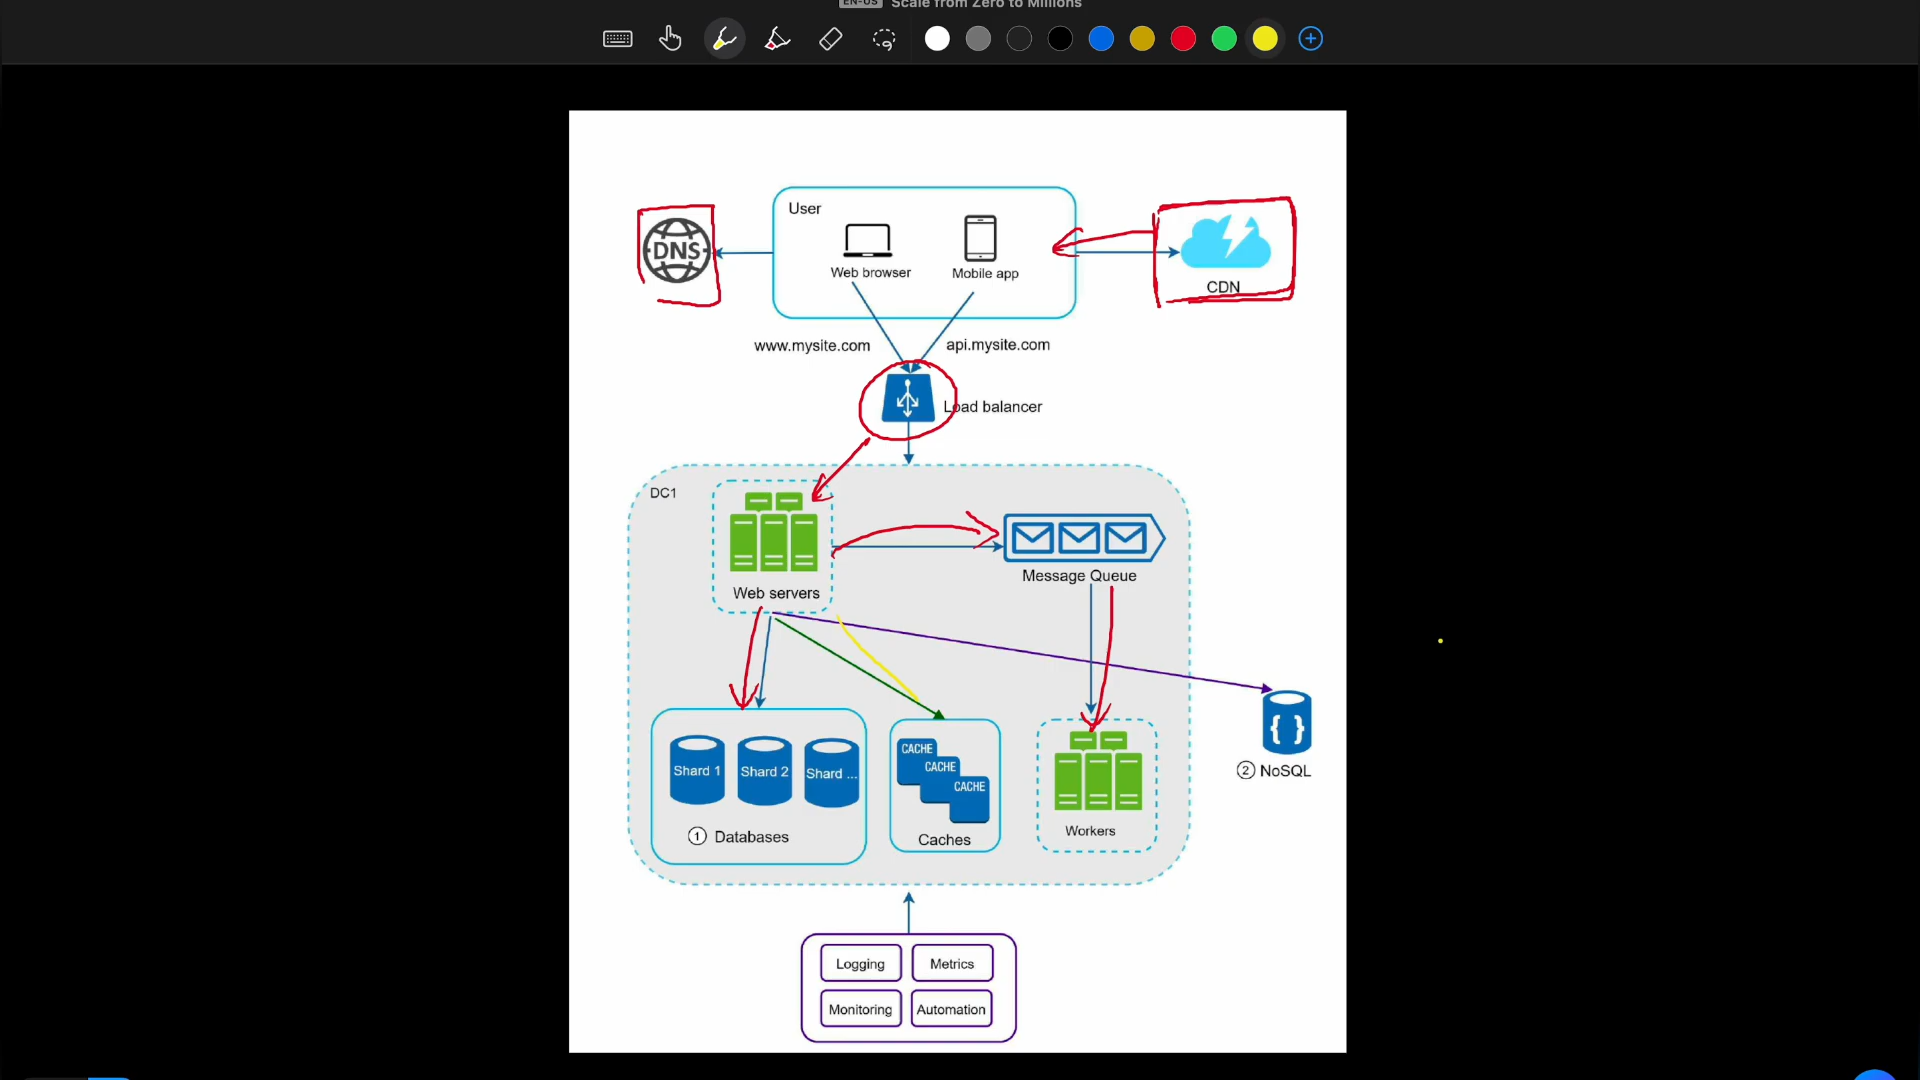 EN-US Scale from Zero to Millions
User
DNS
Web browser
Mobile app
CDN
www.mysite.com
api.mysite.com
Load balancer
DC1
Web servers
Message Queue
Shard 1
Shard 2
Shard ...
1 Databases
CACHE
CACHE
CACHE
Caches
Workers
{ }
2 NoSQL
Logging
Metrics
Monitoring
Automation